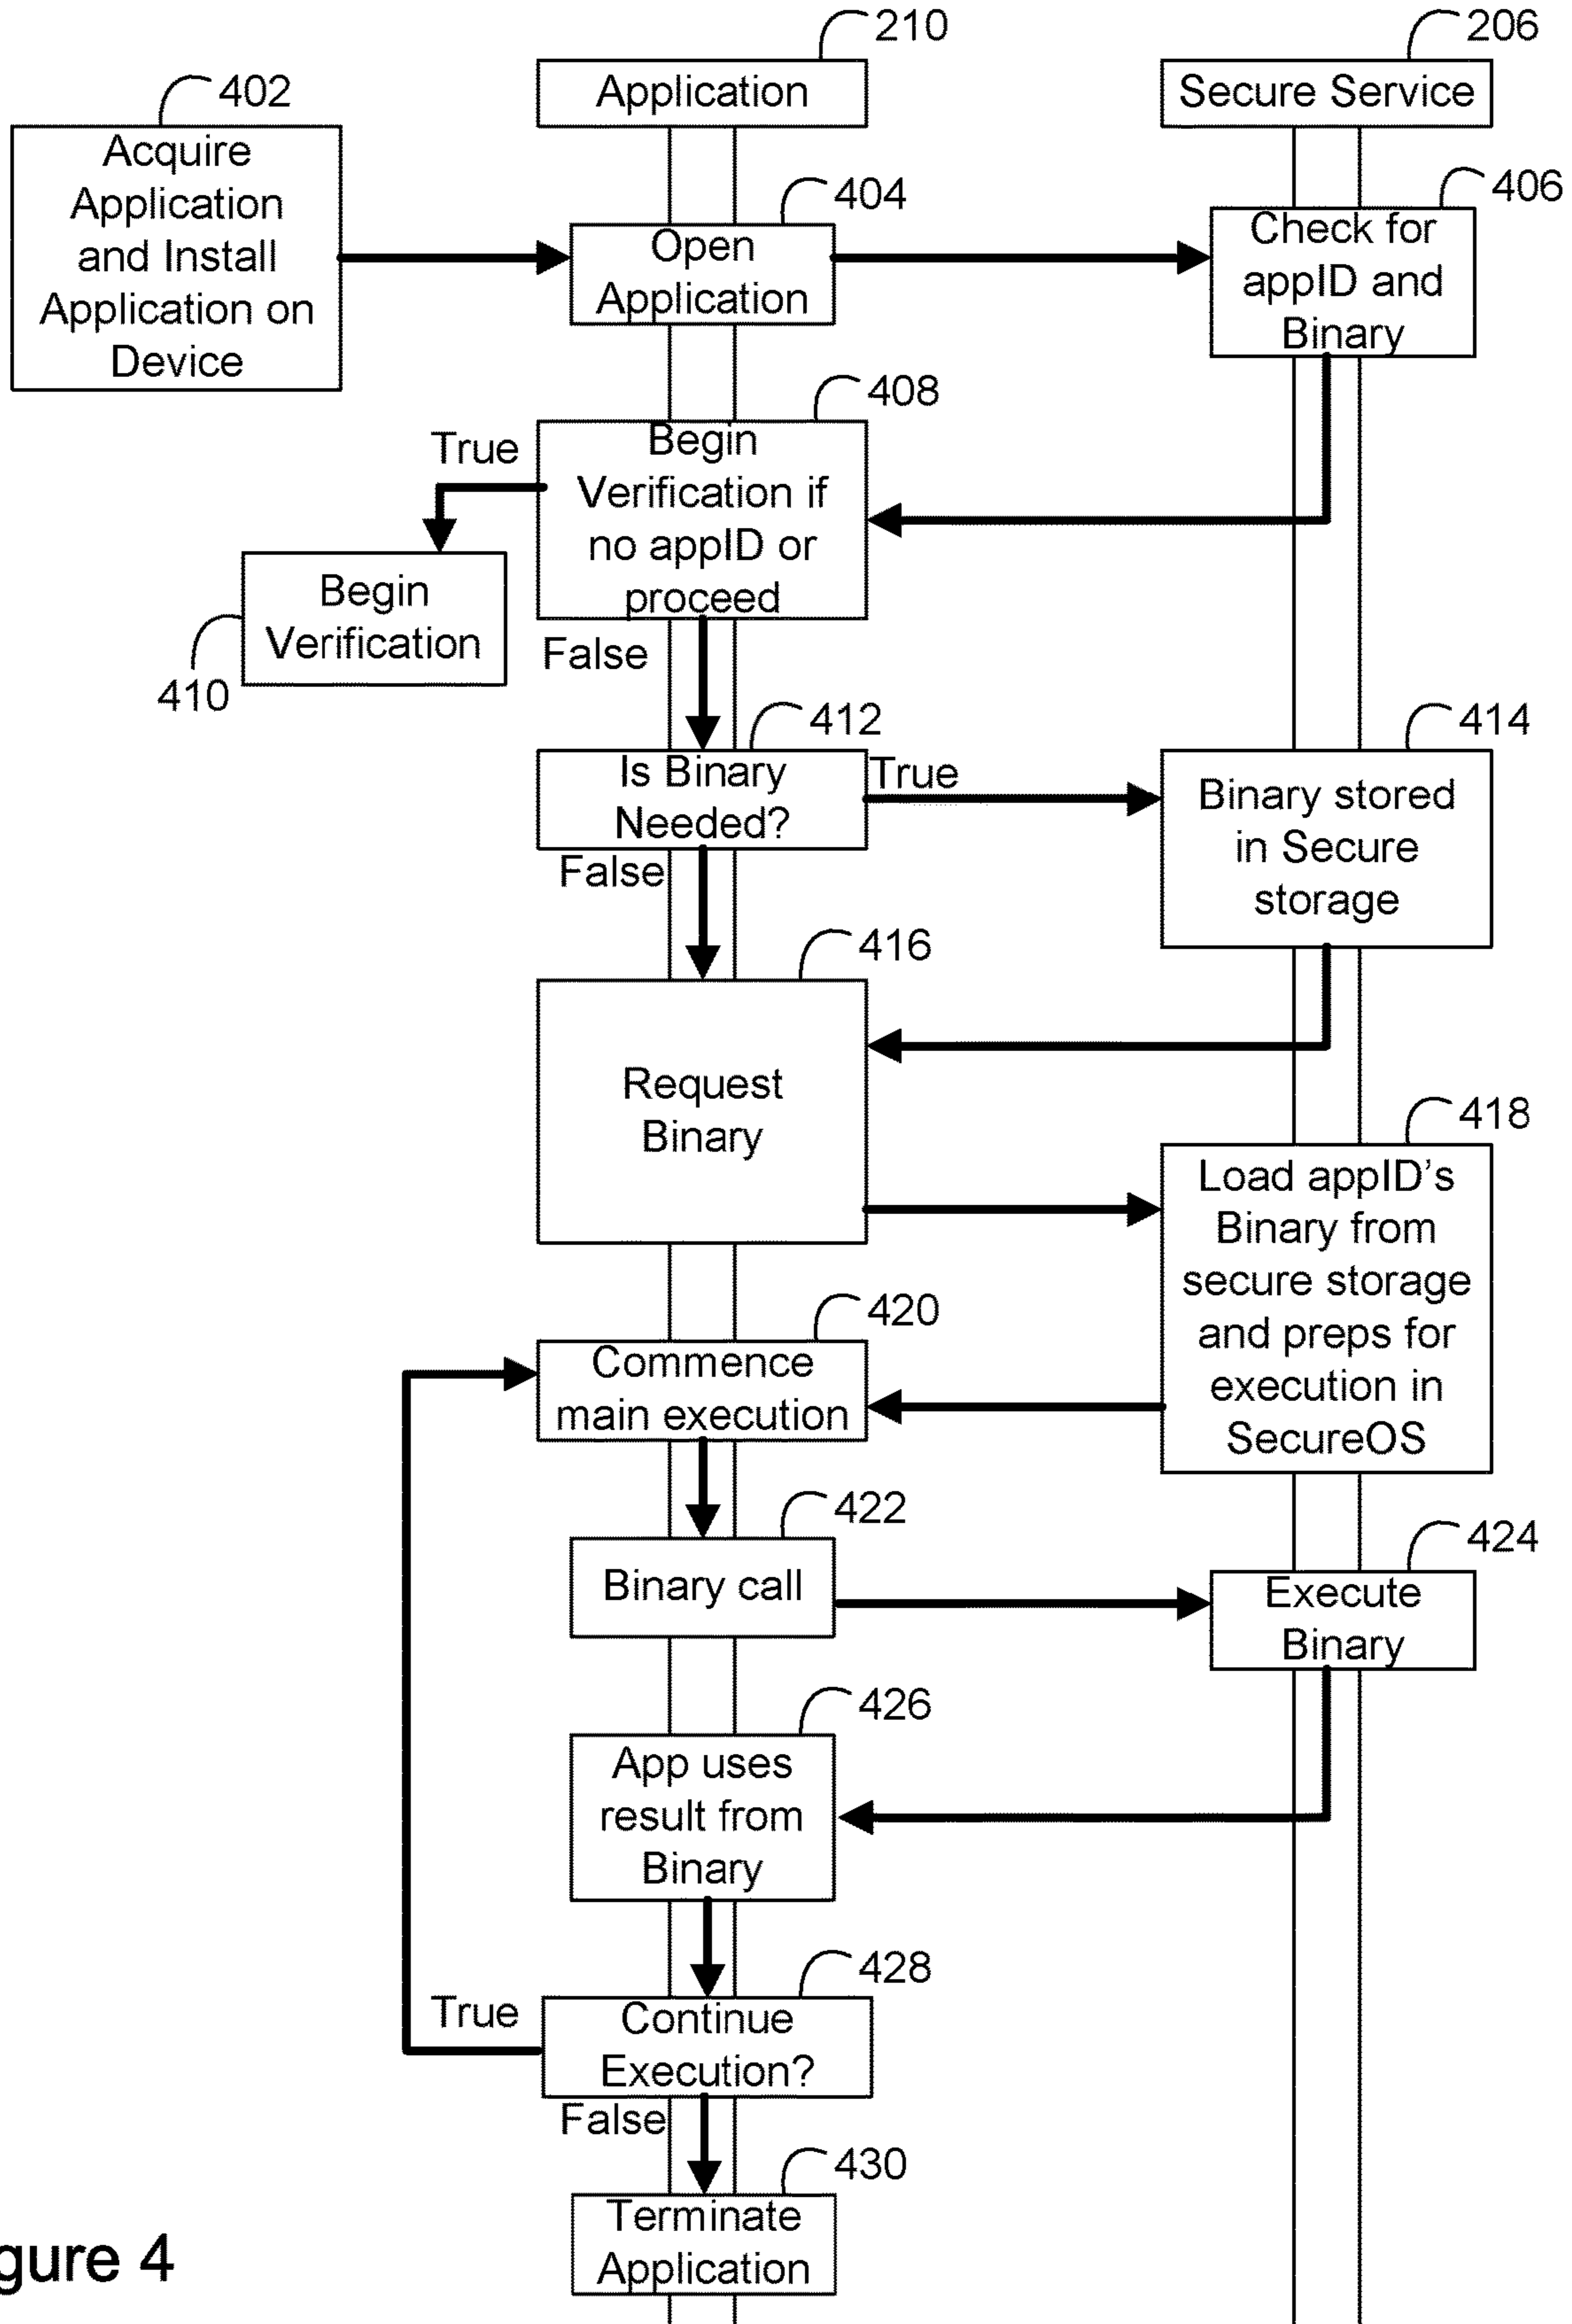 210
206
Application
Secure Service
402
Acquire
Application
and Install
Application on
Device
404
Open
Application
406
Check for
appID and
Binary
408
Begin
Verification if
no appID or
proceed
True
Begin
Verification
410
False
412
Is Binary
Needed?
True
414
Binary stored
in Secure
storage
False
416
Request
Binary
418
Load appID's
Binary from
secure storage
and preps for
execution in
SecureOS
420
Commence
main execution
422
Binary call
424
Execute
Binary
426
App uses
result from
Binary
428
True
Continue
Execution?
False
430
Terminate
Application
gure 4